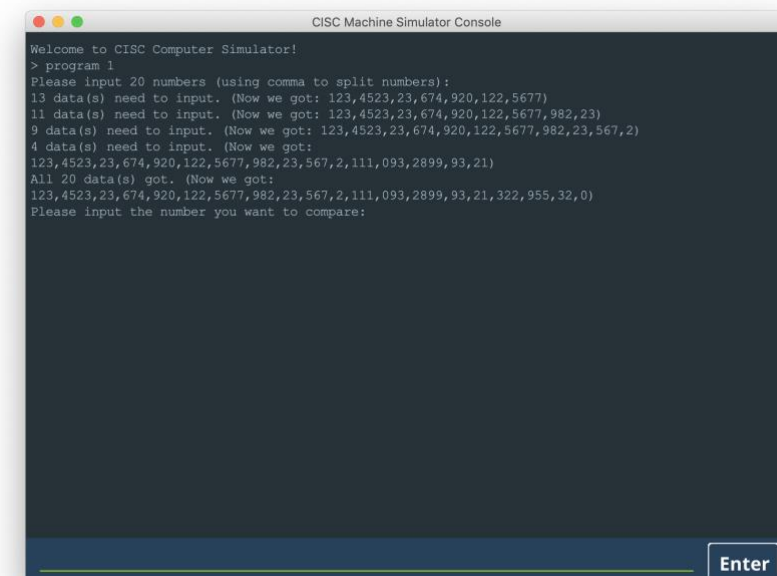 CISC Machine Simulator Console
Welcome to CISC Computer Simulator!
> program 1
Please input 20 numbers (using comma to split numbers):
13 data(s) need to input. (Now we got: 123,4523,23,674,920,122,5677)
11 data(s) need to input. (Now we got: 123,4523,23,674,920,122,5677,982,23)
9 data(s) need to input. (Now we got: 123,4523,23,674,920,122,5677,982,23,567,2)
4 data(s) need to input. (Now we got:
123,4523,23,674,920,122,5677,982,23,567,2,111,093,2899,93,21)
All 20 data(s) got. (Now we got:
123,4523,23,674,920,122,5677,982,23,567,2,111,093,2899,93,21,322,955,32,0)
Please input the number you want to compare:
Enter